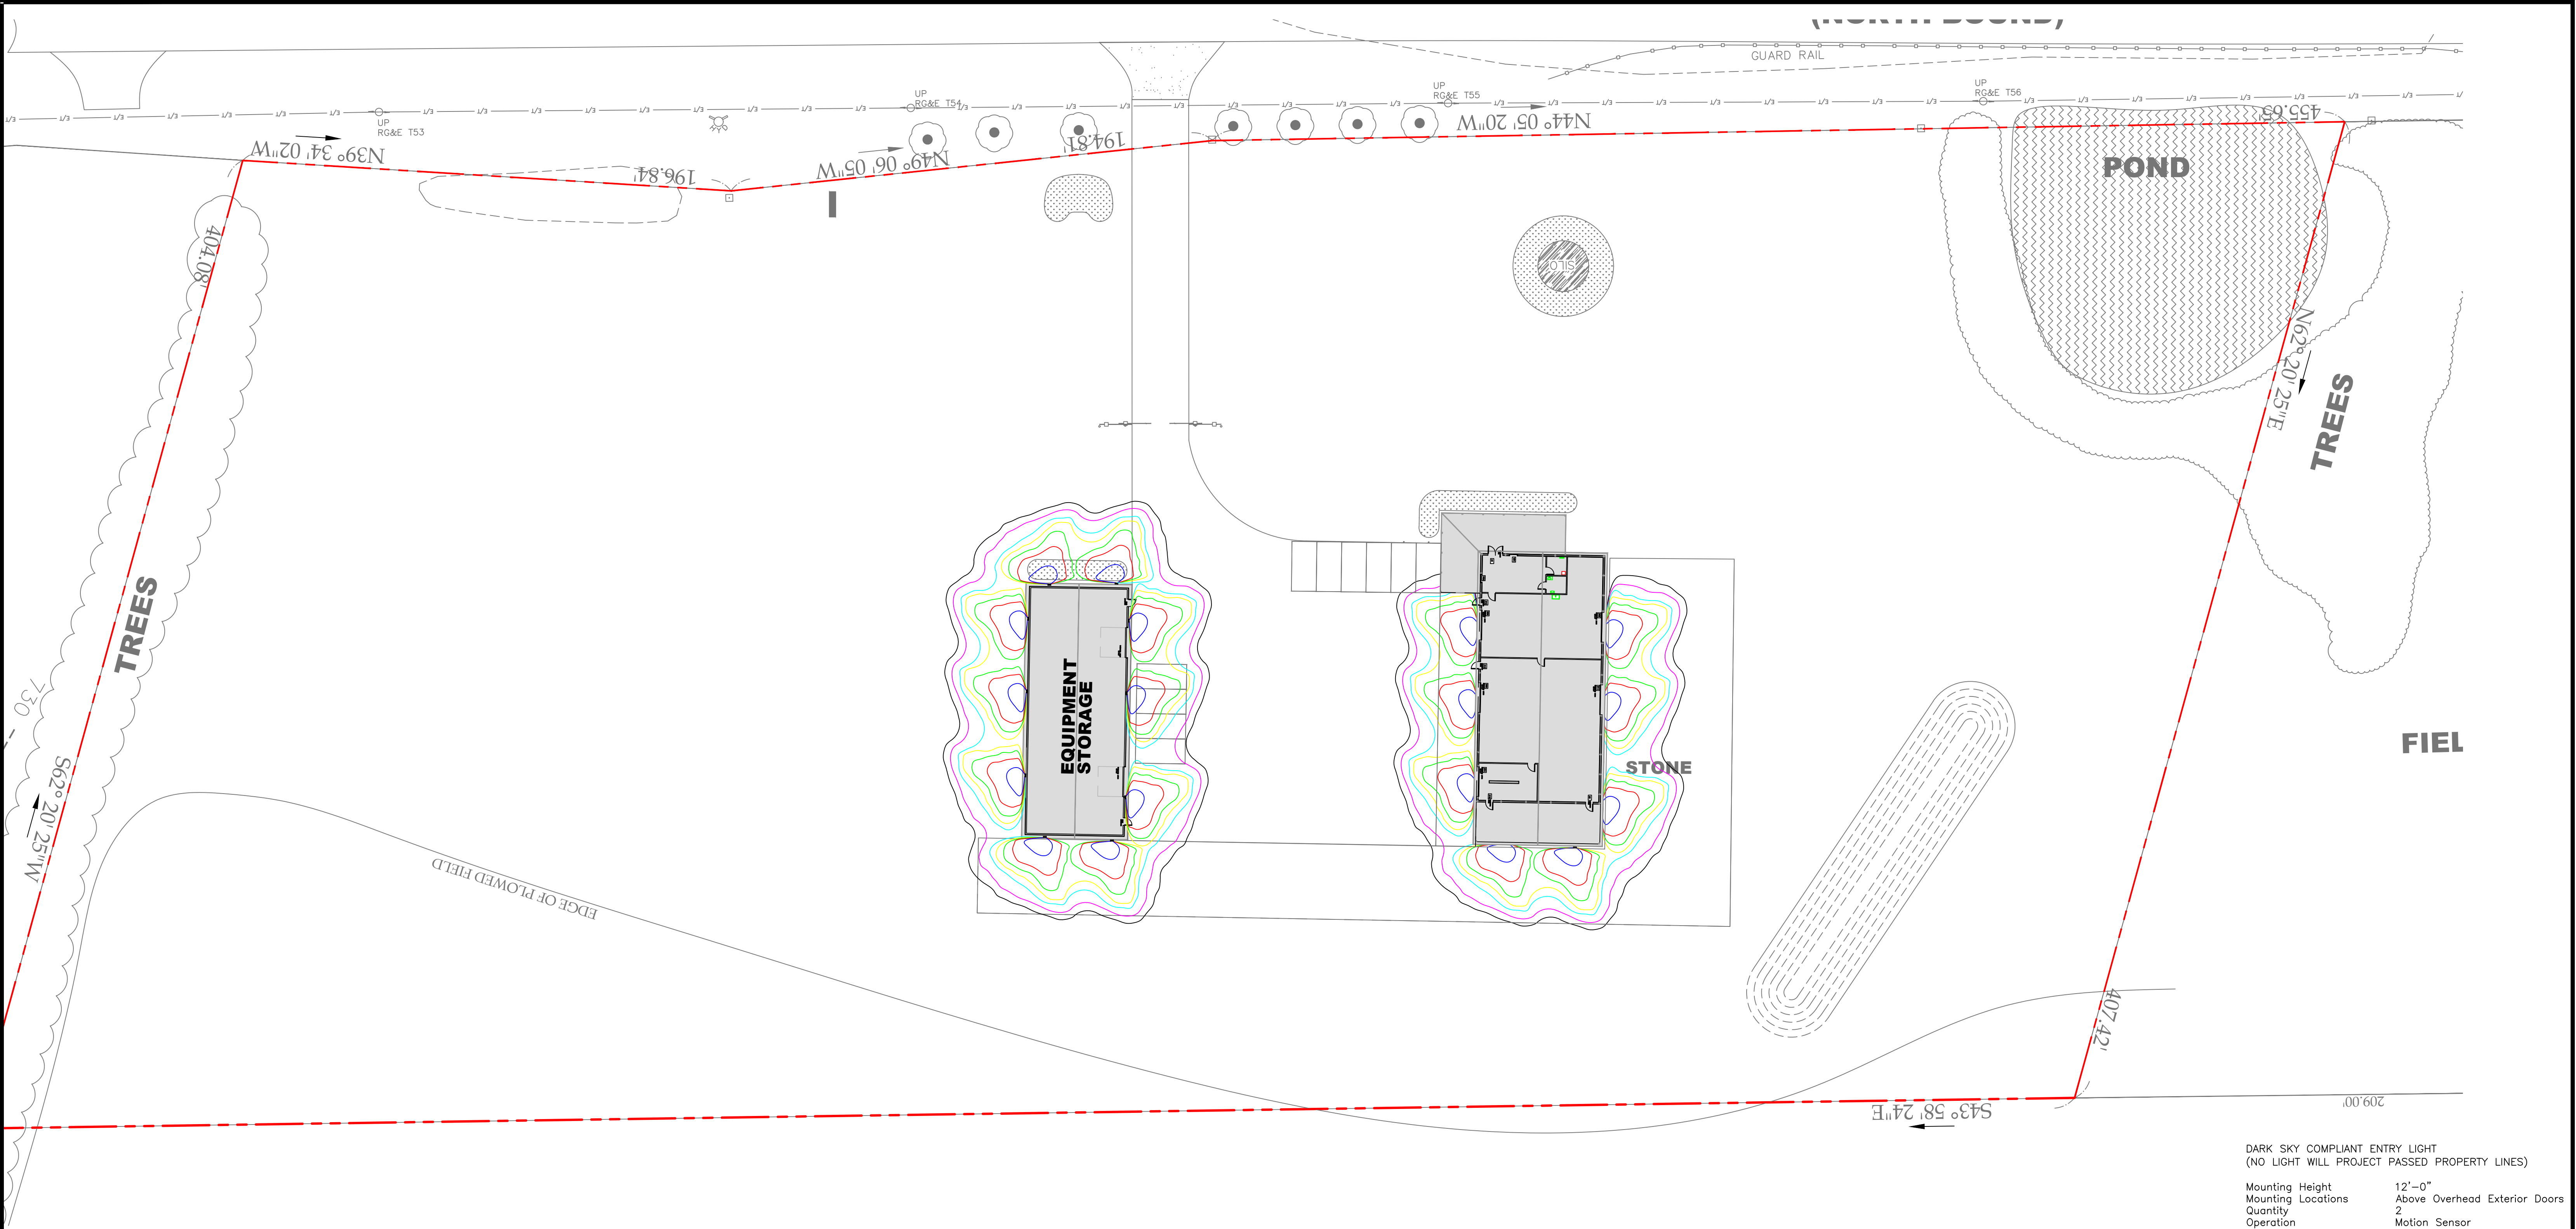 (NORTH BOUND)
GUARD RAIL
UP
RG&E T53
UP
RG&E T54
UP
RG&E T55
UP
RG&E T56
N39° 34' 02"W
196.84'
N49° 06' 05"W
194.81'
N44° 05' 20"W
455.65'
POND
404.08'
SILO
N62° 20' 25"E
TREES
TREES
730
S62° 20' 25"W
EQUIPMENT
STORAGE
STONE
FIEL
EDGE OF PLOWED FIELD
407.42'
S43° 58' 24"E
209.00'
DARK SKY COMPLIANT ENTRY LIGHT
(NO LIGHT WILL PROJECT PASSED PROPERTY LINES)
Mounting Height 12'-0"
Mounting Locations Above Overhead Exterior Doors
Quantity 2
Operation Motion Sensor